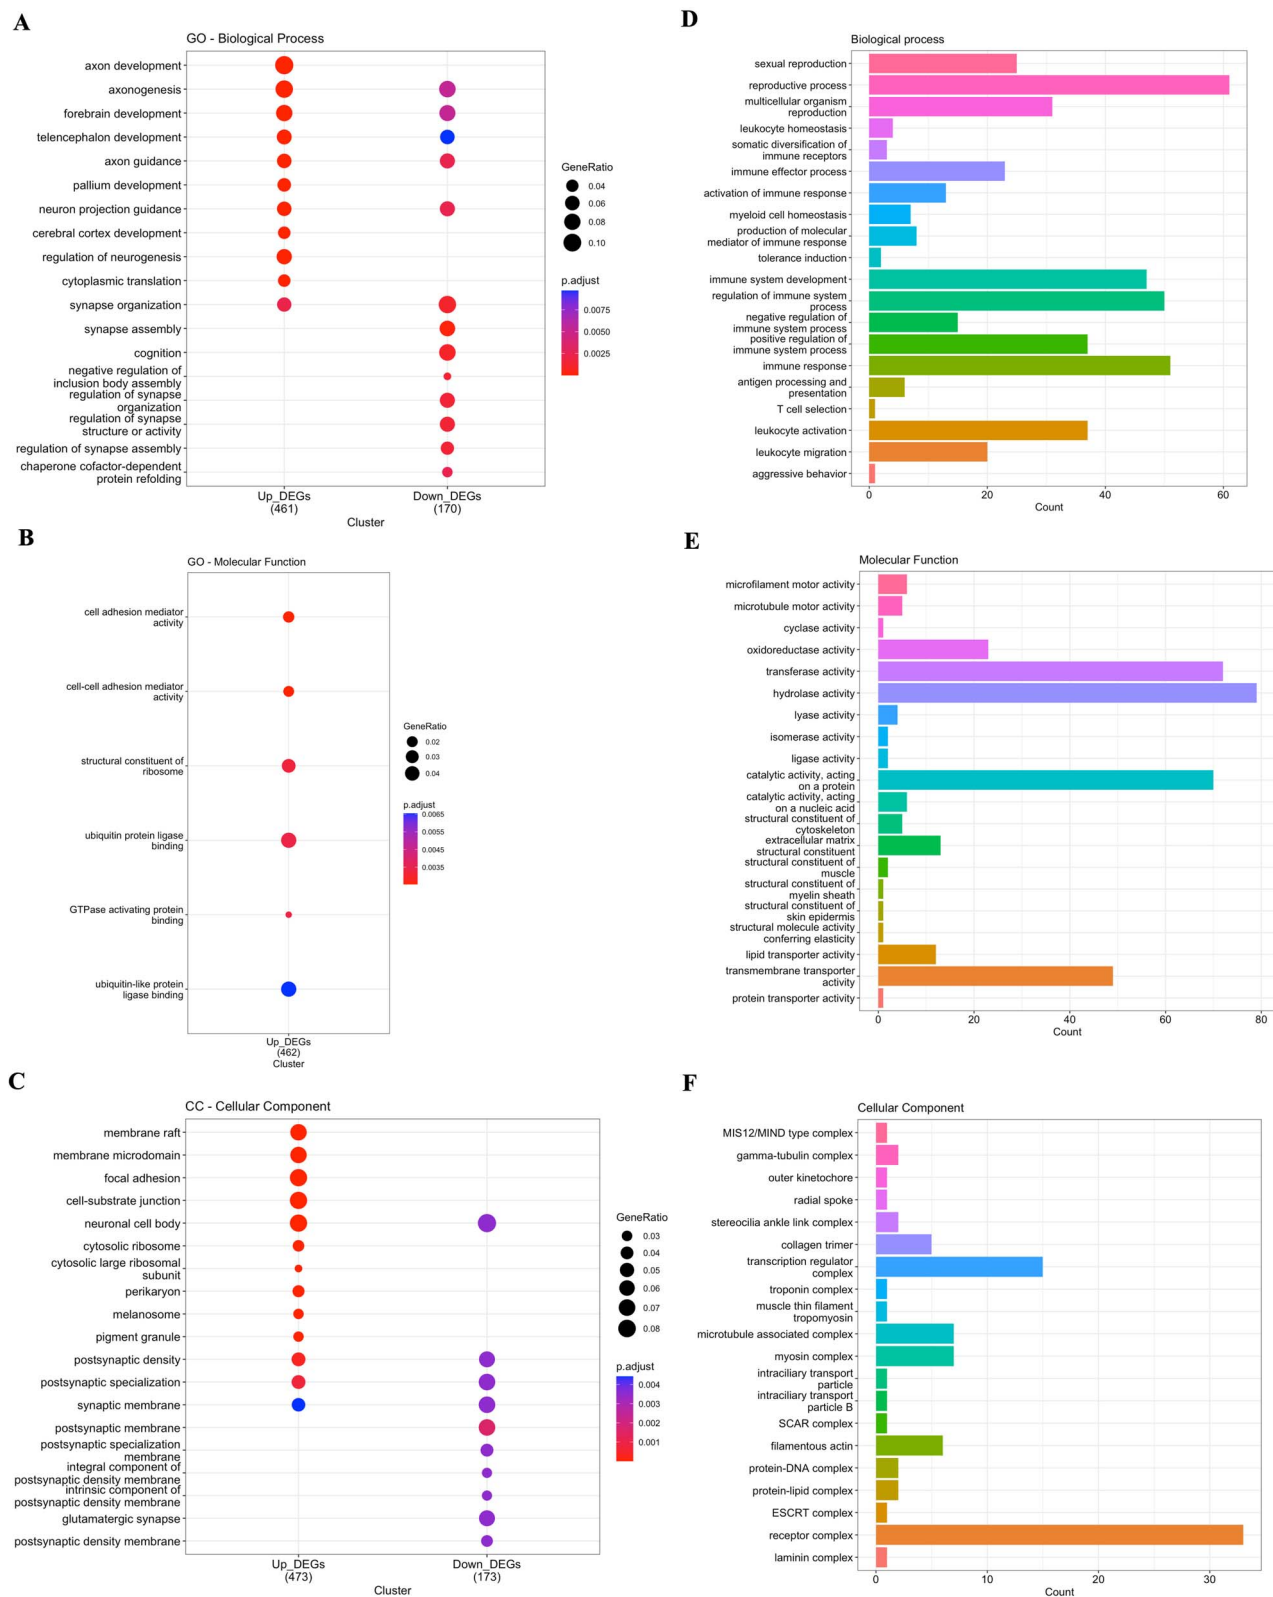 A
GO - Biological Process
axon development
axonogenesis
forebrain development
telencephalon development
axon guidance
pallium development
neuron projection guidance
cerebral cortex development
regulation of neurogenesis
cytoplasmic translation
synapse organization
synapse assembly
cognition
negative regulation of
inclusion body assembly
regulation of synapse
organization
regulation of synapse
structure or activity
regulation of synapse assembly
chaperone cofactor-dependent
protein refolding
Up_DEGs
(461)
Down_DEGs
(170)
Cluster
GeneRatio
0.04
0.06
0.08
0.10
p.adjust
0.0075
0.0050
0.0025
D
Biological process
sexual reproduction
reproductive process
multicellular organism
reproduction
leukocyte homeostasis
somatic diversification of
immune receptors
immune effector process
activation of immune response
myeloid cell homeostasis
production of molecular
mediator of immune response
tolerance induction
immune system development
regulation of immune system
process
negative regulation of
immune system process
positive regulation of
immune system process
immune response
antigen processing and
presentation
T cell selection
leukocyte activation
leukocyte migration
aggressive behavior
0 20 40 60
Count
B
GO - Molecular Function
cell adhesion mediator
activity
cell-cell adhesion mediator
activity
structural constituent of
ribosome
ubiquitin protein ligase
binding
GTPase activating protein
binding
ubiquitin-like protein
ligase binding
Up_DEGs
(462)
Cluster
GeneRatio
0.02
0.03
0.04
p.adjust
0.0065
0.0055
0.0045
0.0035
E
Molecular Function
microfilament motor activity
microtubule motor activity
cyclase activity
oxidoreductase activity
transferase activity
hydrolase activity
lyase activity
isomerase activity
ligase activity
catalytic activity, acting
on a protein
catalytic activity, acting
on a nucleic acid
structural constituent of
cytoskeleton
extracellular matrix
structural constituent
structural constituent of
muscle
structural constituent of
myelin sheath
structural constituent of
skin epidermis
structural molecule activity
conferring elasticity
lipid transporter activity
transmembrane transporter
activity
protein transporter activity
0 20 40 60 80
Count
C
CC - Cellular Component
membrane raft
membrane microdomain
focal adhesion
cell-substrate junction
neuronal cell body
cytosolic ribosome
cytosolic large ribosomal
subunit
perikaryon
melanosome
pigment granule
postsynaptic density
postsynaptic specialization
synaptic membrane
postsynaptic membrane
postsynaptic specialization
membrane
integral component of
postsynaptic density membrane
intrinsic component of
postsynaptic density membrane
glutamatergic synapse
postsynaptic density membrane
Up_DEGs
(473)
Down_DEGs
(173)
Cluster
GeneRatio
0.03
0.04
0.05
0.06
0.07
0.08
p.adjust
0.004
0.003
0.002
0.001
F
Cellular Component
MIS12/MIND type complex
gamma-tubulin complex
outer kinetochore
radial spoke
stereocilia ankle link complex
collagen trimer
transcription regulator
complex
troponin complex
muscle thin filament
tropomyosin
microtubule associated complex
myosin complex
intraciliary transport
particle
intraciliary transport
particle B
SCAR complex
filamentous actin
protein-DNA complex
protein-lipid complex
ESCRT complex
receptor complex
laminin complex
0 10 20 30
Count